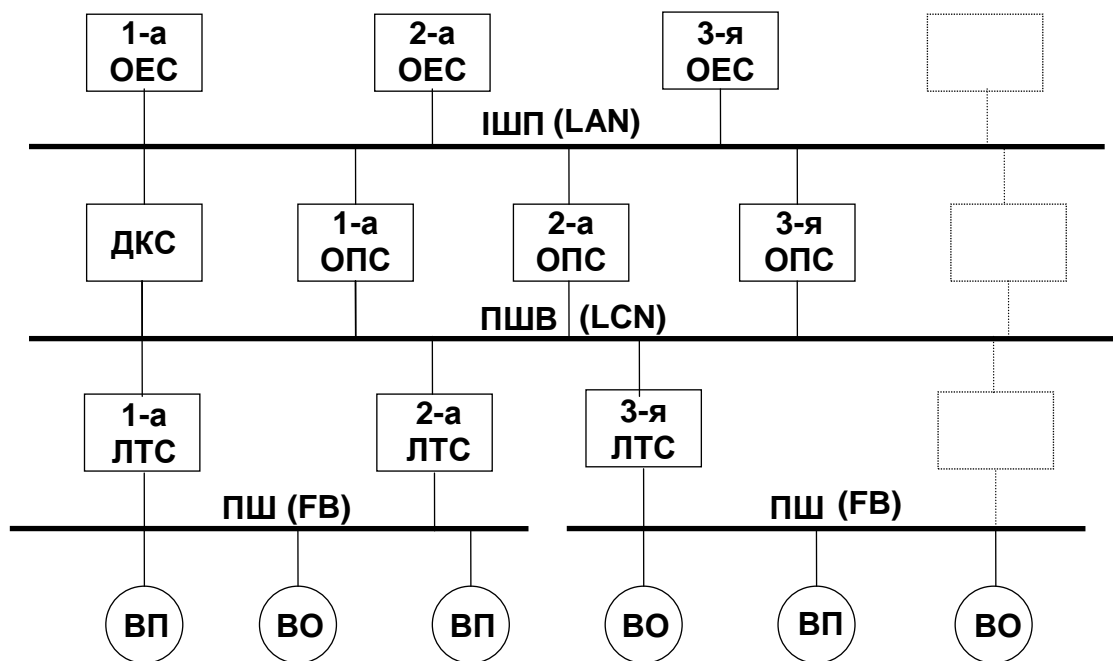 1-а
ОЕС
2-а
ОЕС
3-я
ОЕС
ІШП (LAN)
ДКС
1-а
ОПС
2-а
ОПС
3-я
ОПС
ПШВ (LCN)
1-а
ЛТС
2-а
ЛТС
3-я
ЛТС
ПШ (FB)
ПШ (FB)
ВП
ВО
ВП
ВО
ВП
ВО